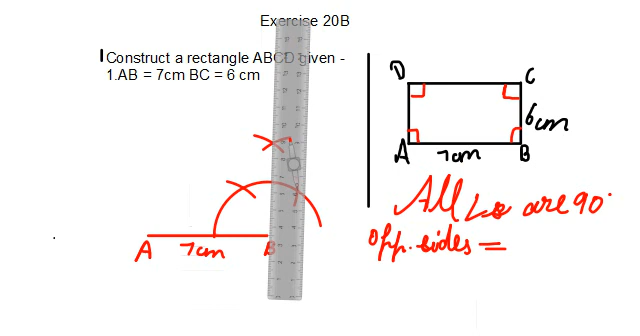 Exercise 20B
1 Construct a rectangle ABCD given -
1.AB = 7cm BC = 6 cm
D C
6cm
A 7cm B
All ∠s are 90°
opp. sides =
A 7cm B